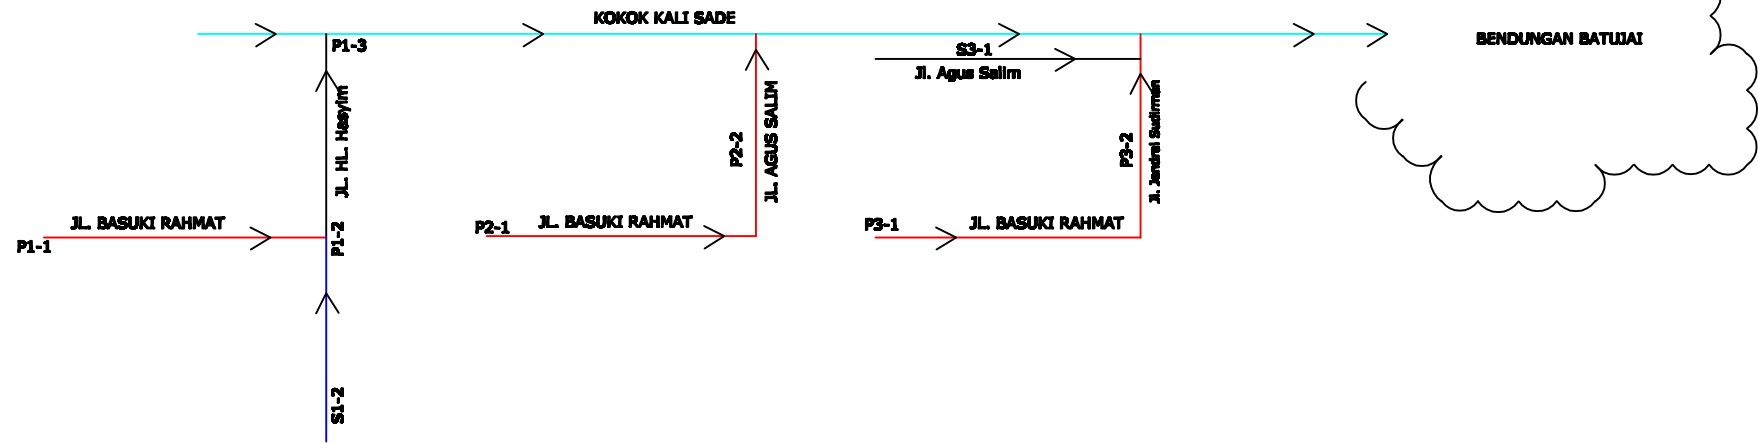 KOKOK KALI SADE
P1-3
S3-1
BENDUNGAN BATUJAI
Jl. Agus Salim
JL. HL. Hasyim
P2-2
JL. AGUS SALIM
P3-2
Jl. Jendral Sudirman
JL. BASUKI RAHMAT
P1-1
P1-2
P2-1
JL. BASUKI RAHMAT
P3-1
JL. BASUKI RAHMAT
S1-2